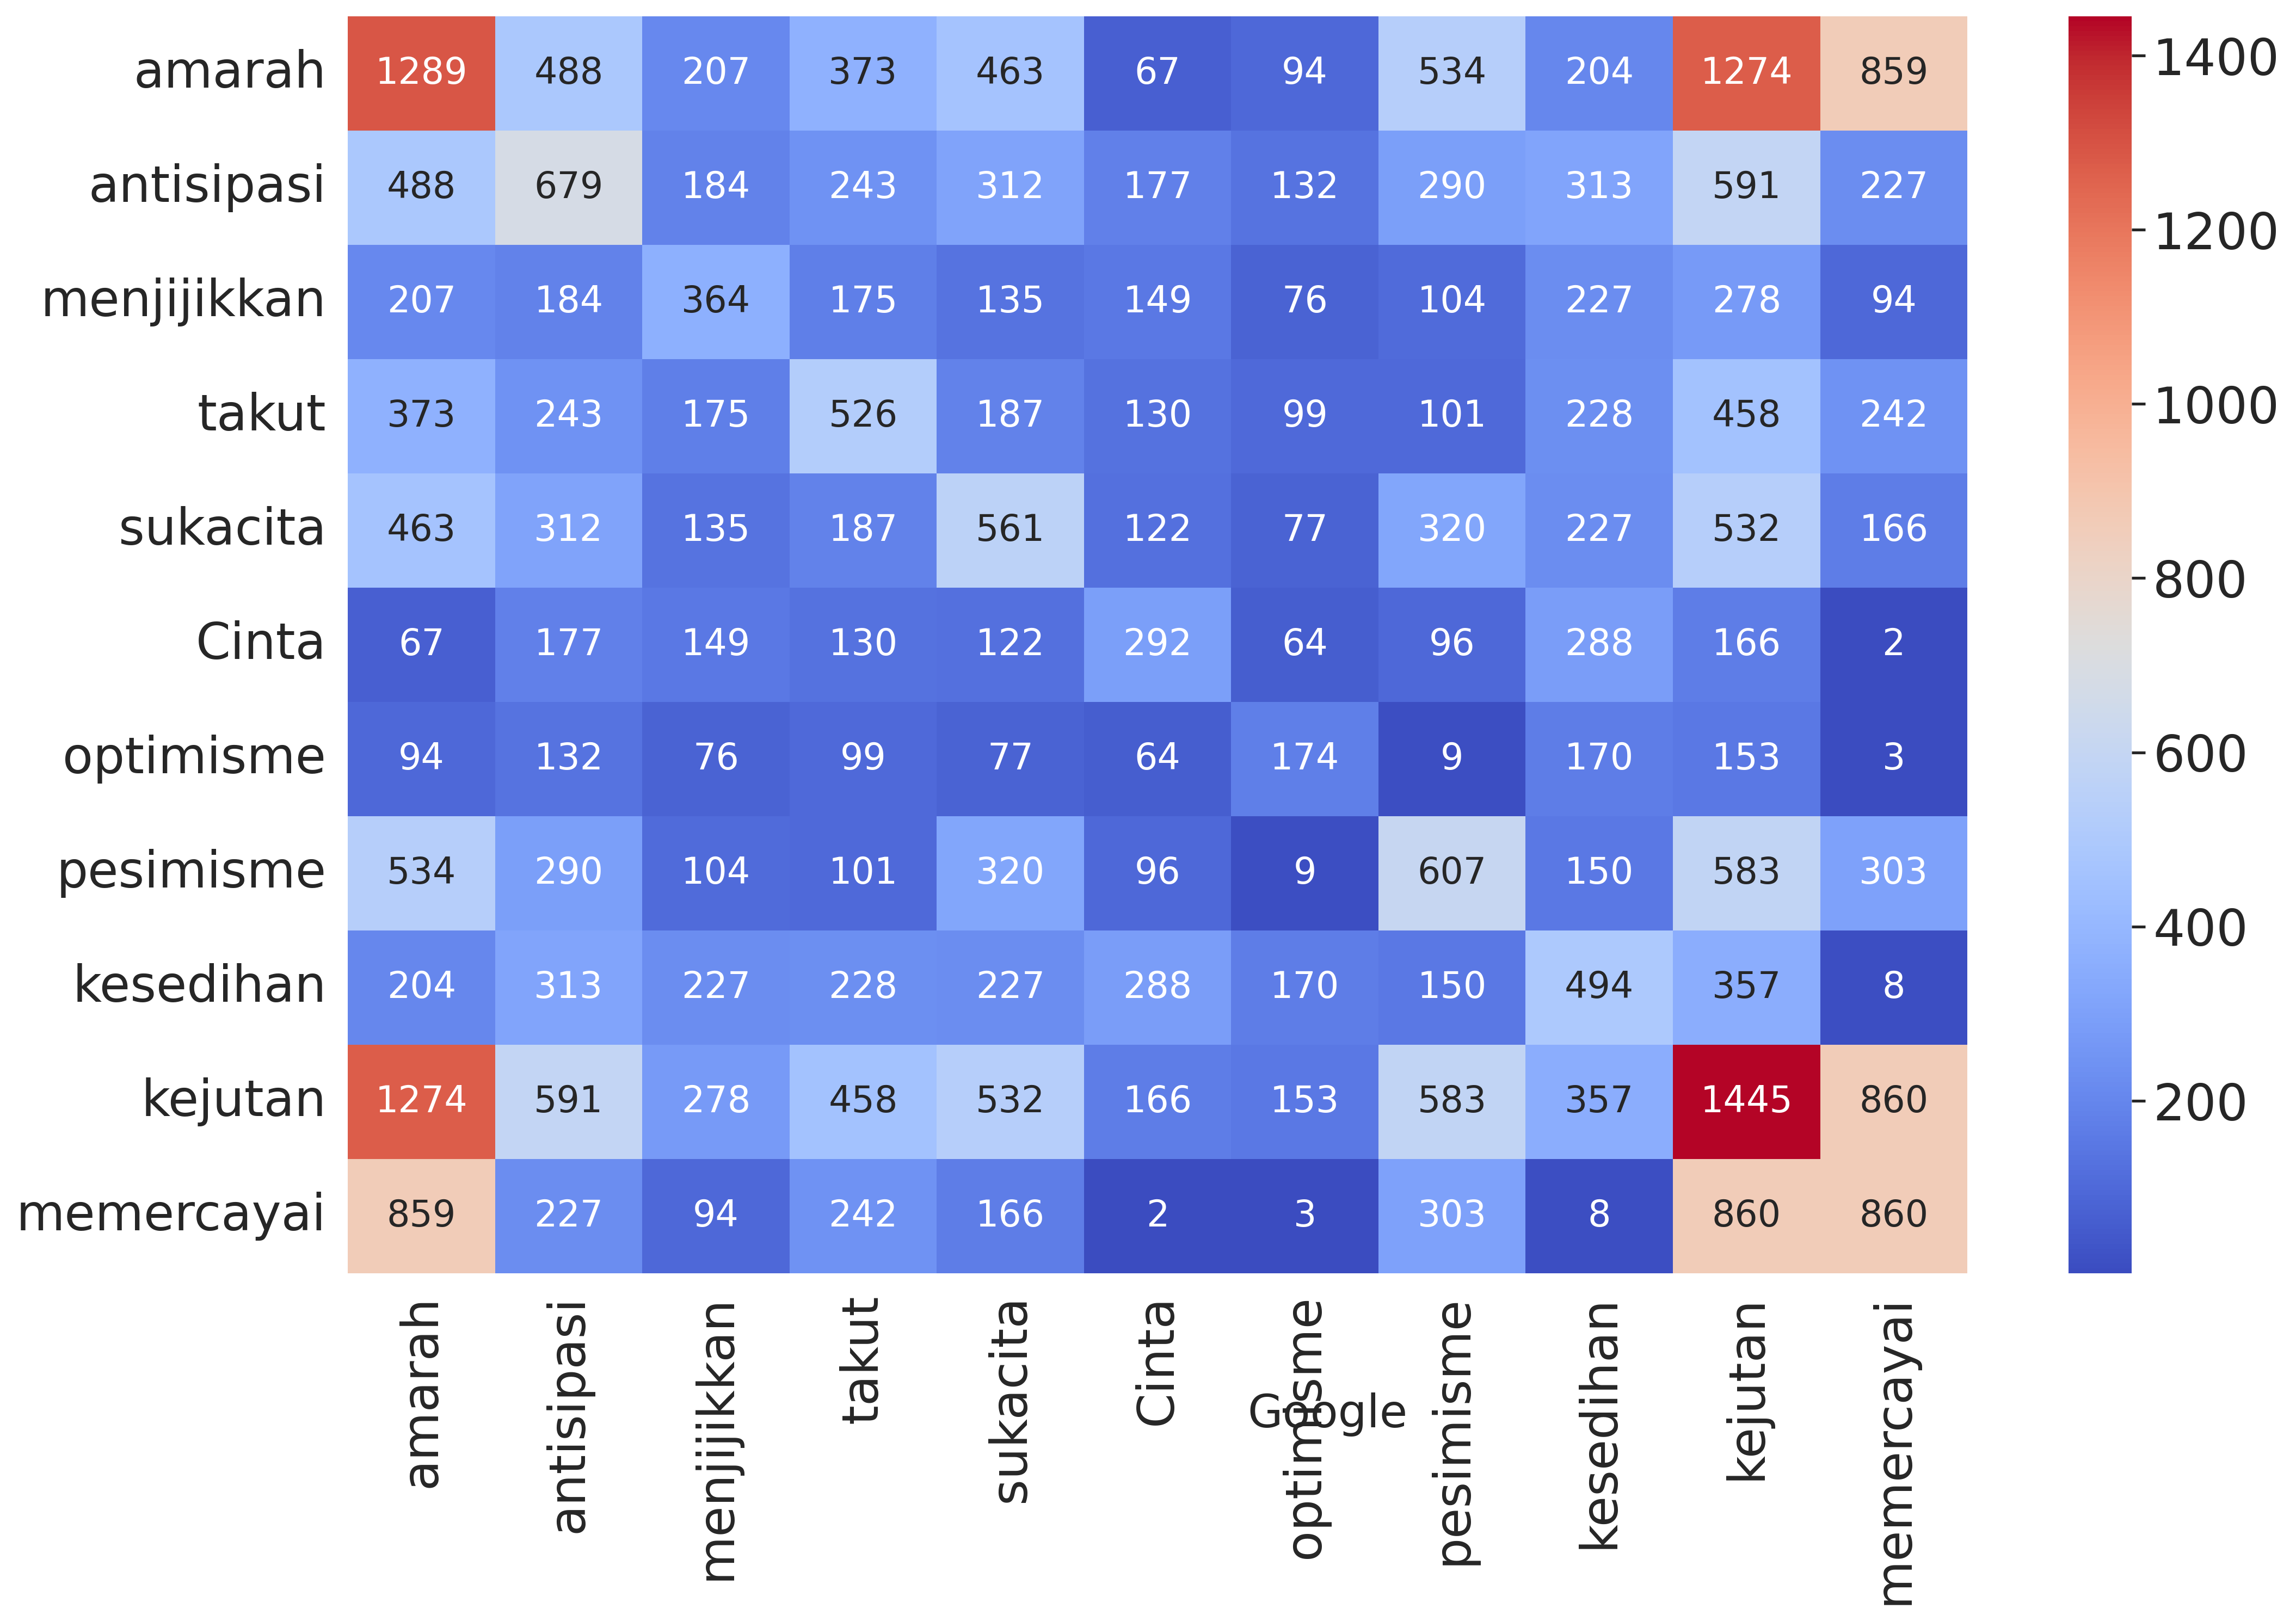 amarah 1289 488 207 373 463 67 94 534 204 1274 859
antisipasi 488 679 184 243 312 177 132 290 313 591 227
menjijikkan 207 184 364 175 135 149 76 104 227 278 94
takut 373 243 175 526 187 130 99 101 228 458 242
sukacita 463 312 135 187 561 122 77 320 227 532 166
Cinta 67 177 149 130 122 292 64 96 288 166 2
optimisme 94 132 76 99 77 64 174 9 170 153 3
pesimisme 534 290 104 101 320 96 9 607 150 583 303
kesedihan 204 313 227 228 227 288 170 150 494 357 8
kejutan 1274 591 278 458 532 166 153 583 357 1445 860
memercayai 859 227 94 242 166 2 3 303 8 860 860
amarah antisipasi menjijikkan takut sukacita Cinta optimisme pesimisme kesedihan kejutan memercayai
Google
1400
1200
1000
800
600
400
200